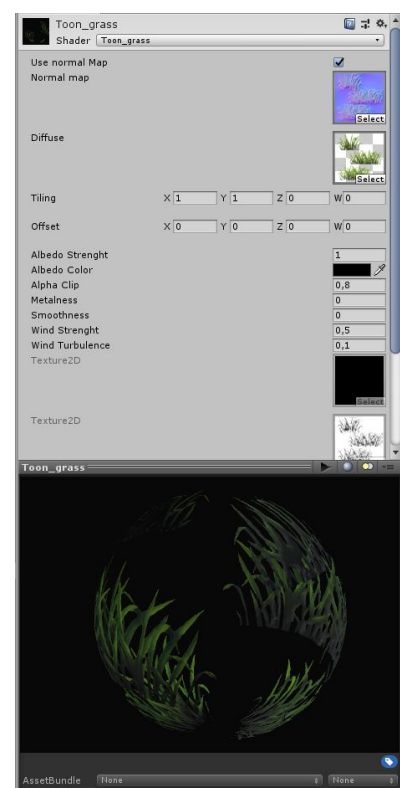 Toon_grass
Shader Toon_grass
Use normal Map
Normal map
Select
Diffuse
Select
Tiling X 1 Y 1 Z 0 W 0
Offset X 0 Y 0 Z 0 W 0
Albedo Strenght 1
Albedo Color
Alpha Clip 0,8
Metalness 0
Smoothness 0
Wind Strenght 0,5
Wind Turbulence 0,1
Texture2D
Select
Texture2D
Toon_grass
AssetBundle None None